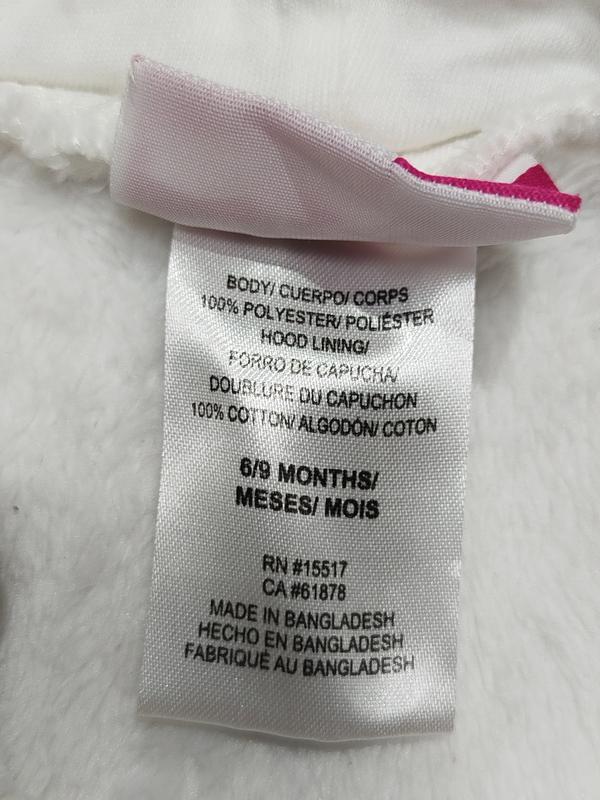 BODY/ CUERPO/ CORPS
100% POLYESTER/ POLIÉSTER
HOOD LINING/
FORRO DE CAPUCHA/
DOUBLURE DU CAPUCHON
100% COTTON/ ALGODÓN/ COTON
6/9 MONTHS/
MESES/ MOIS
RN #15517
CA #61878
MADE IN BANGLADESH
HECHO EN BANGLADESH
FABRIQUÉ AU BANGLADESH